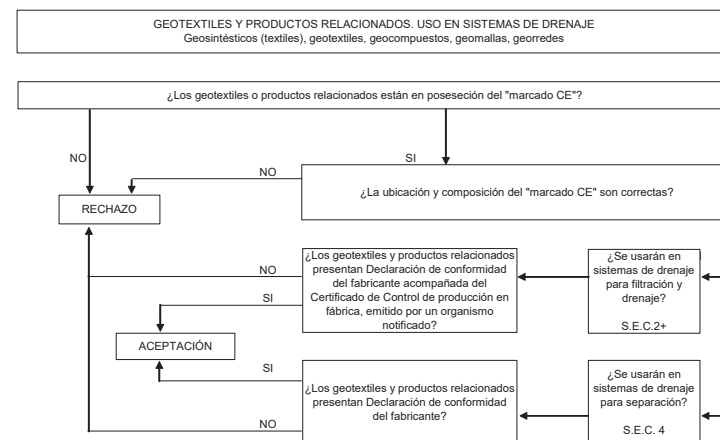 GEOTEXTILES Y PRODUCTOS RELACIONADOS. USO EN SISTEMAS DE DRENAJE
Geosintésticos (textiles), geotextiles, geocompuestos, geomallas, georredes
¿Los geotextiles o productos relacionados están en poseseción del "marcado CE"?
NO
SI
NO
¿La ubicación y composición del "marcado CE" son correctas?
RECHAZO
¿Los geotextiles y productos relacionados
presentan Declaración de conformidad
del fabricante acompañada del
Certificado de Control de producción en
fábrica, emitido por un organismo
notificado?
¿Se usarán en
sistemas de drenaje
para filtración y
drenaje?
S.E.C.2+
NO
SI
ACEPTACIÓN
SI
¿Los geotextiles y productos relacionados
presentan Declaración de conformidad
del fabricante?
¿Se usarán en
sistemas de drenaje
para separación?
S.E.C. 4
NO